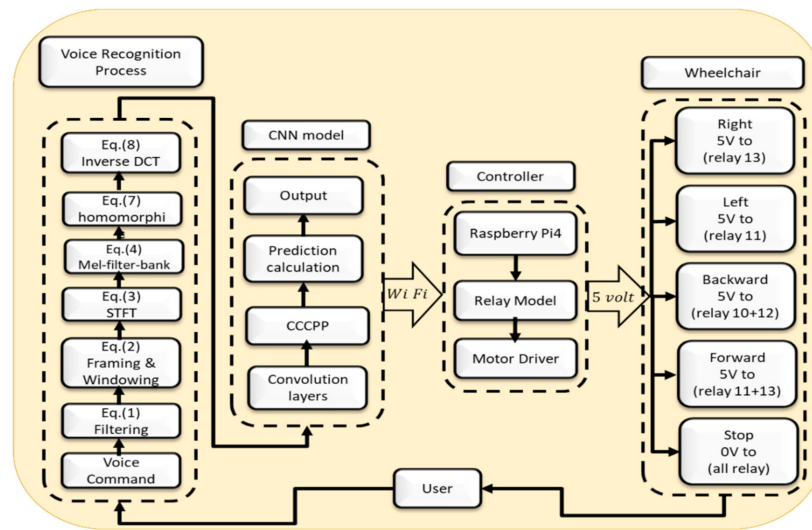 Voice Recognition
Process
Eq.(8)
Inverse DCT
Eq.(7)
homomorphi
Eq.(4)
Mel-filter-bank
Eq.(3)
STFT
Eq.(2)
Framing &
Windowing
Eq.(1)
Filtering
Voice
Command
CNN model
Output
Prediction
calculation
CCCPP
Convolution
layers
Wi Fi
Controller
Raspberry Pi4
Relay Model
Motor Driver
5 volt
Wheelchair
Right
5V to
(relay 13)
Left
5V to
(relay 11)
Backward
5V to
(relay 10+12)
Forward
5V to
(relay 11+13)
Stop
0V to
(all relay)
User